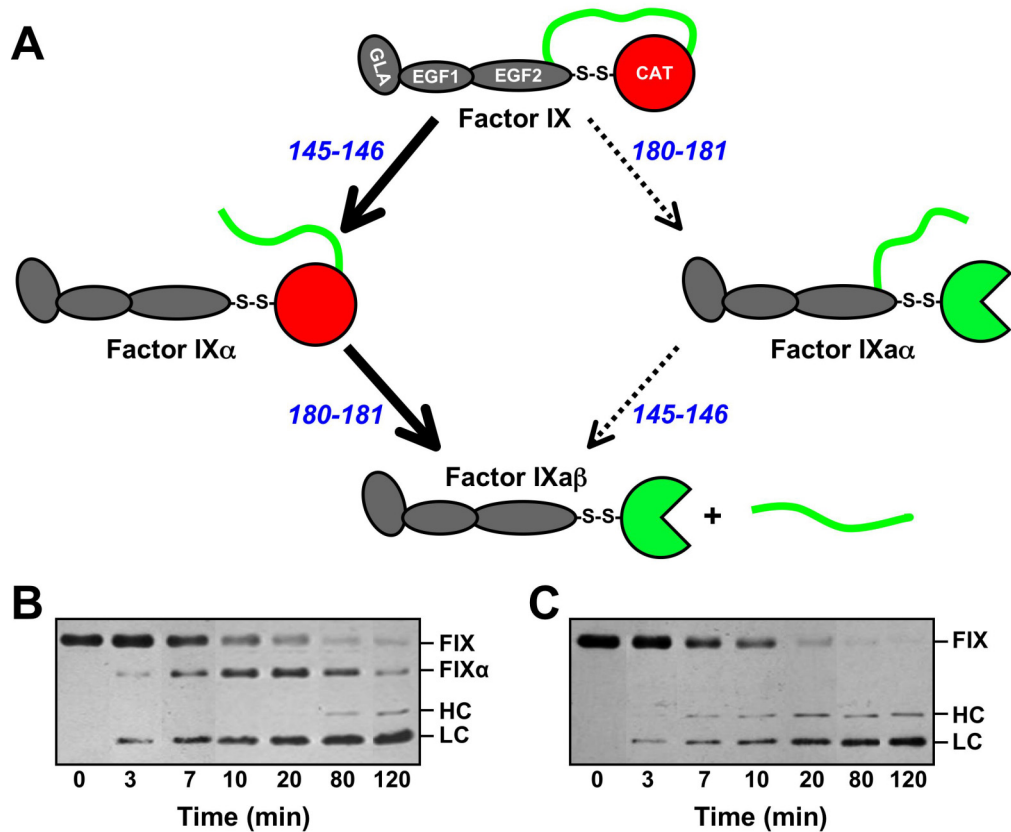 A
GLA
EGF1
EGF2
-S-S-
CAT
Factor IX
145-146
180-181
-S-S-
Factor IXα
-S-S-
Factor IXaα
180-181
145-146
Factor IXaβ
-S-S-
+
B
FIX
FIXα
HC
LC
0 3 7 10 20 80 120
Time (min)
C
FIX
HC
LC
0 3 7 10 20 80 120
Time (min)